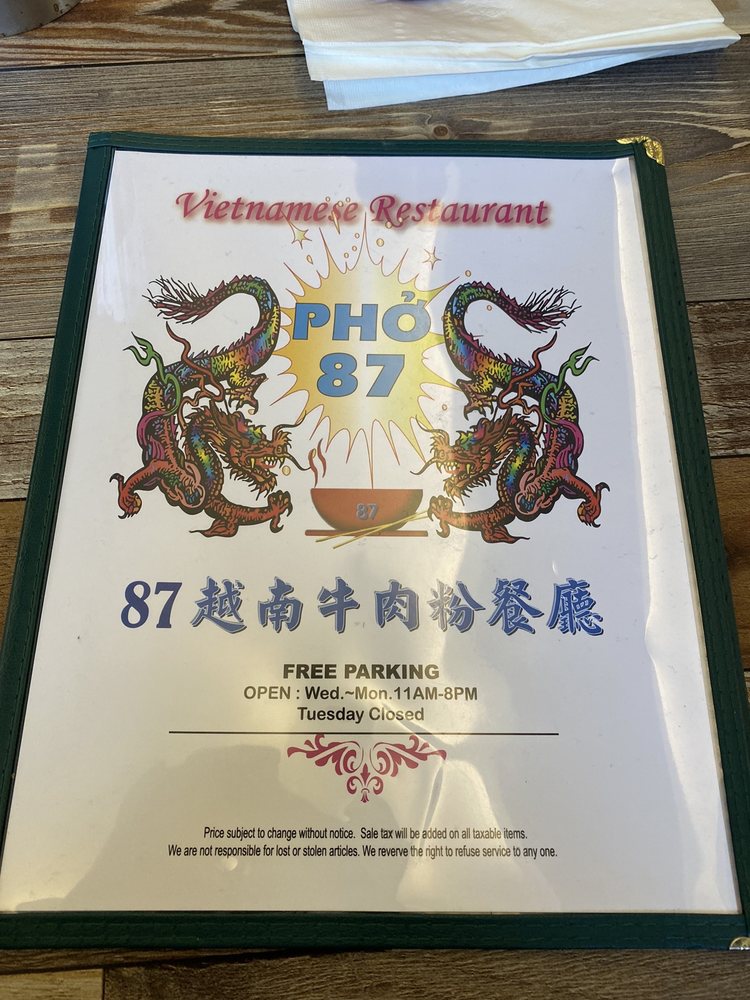 Vietnamese Restaurant
PHỞ
87
87
87越南牛肉粉餐廳
FREE PARKING
OPEN : Wed.~Mon.11AM-8PM
Tuesday Closed
Price subject to change without notice. Sale tax will be added on all taxable items.
We are not responsible for lost or stolen articles. We reverve the right to refuse service to any one.